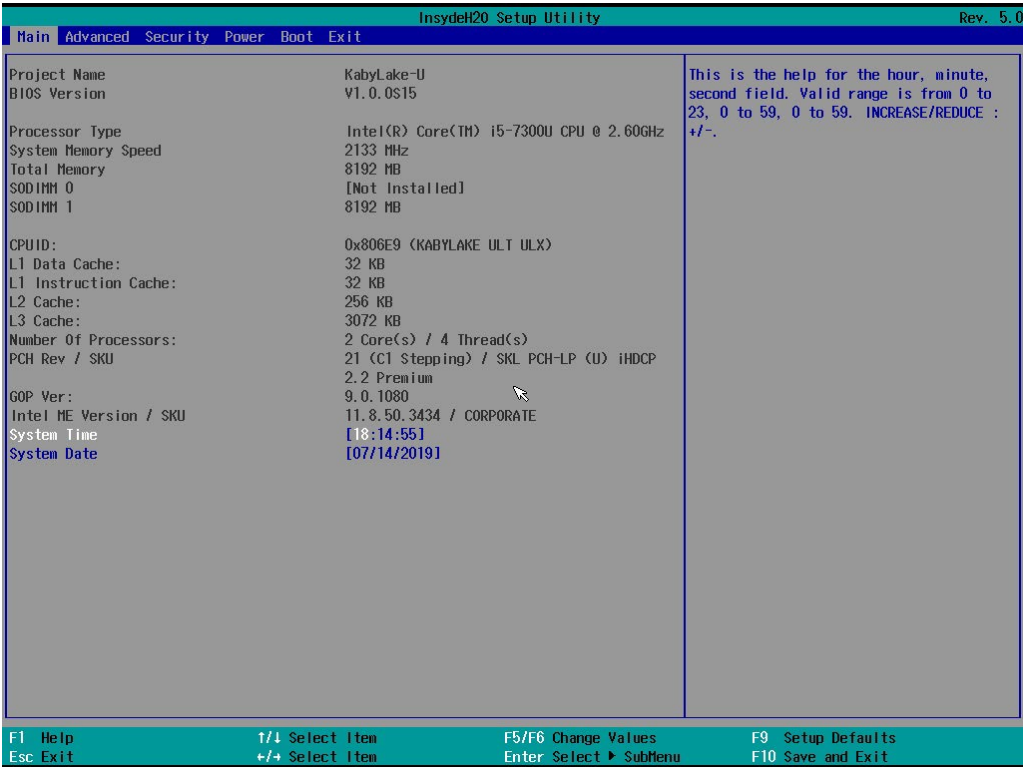 InsydeH20 Setup Utility Rev. 5.0
Main Advanced Security Power Boot Exit
Project Name KabyLake-U
BIOS Version V1.0.0S15
Processor Type Intel(R) Core(TM) i5-7300U CPU @ 2.60GHz
System Memory Speed 2133 MHz
Total Memory 8192 MB
SODIMM 0 [Not Installed]
SODIMM 1 8192 MB
CPUID: 0x806E9 (KABYLAKE ULT ULX)
L1 Data Cache: 32 KB
L1 Instruction Cache: 32 KB
L2 Cache: 256 KB
L3 Cache: 3072 KB
Number Of Processors: 2 Core(s) / 4 Thread(s)
PCH Rev / SKU 21 (C1 Stepping) / SKL PCH-LP (U) iHDCP
2.2 Premium
GOP Ver: 9.0.1080
Intel ME Version / SKU 11.8.50.3434 / CORPORATE
System Time [18:14:55]
System Date [07/14/2019]
This is the help for the hour, minute,
second field. Valid range is from 0 to
23, 0 to 59, 0 to 59. INCREASE/REDUCE :
+/-.
F1 Help ↑/↓ Select Item F5/F6 Change Values F9 Setup Defaults
Esc Exit ←/→ Select Item Enter Select ▶ SubMenu F10 Save and Exit